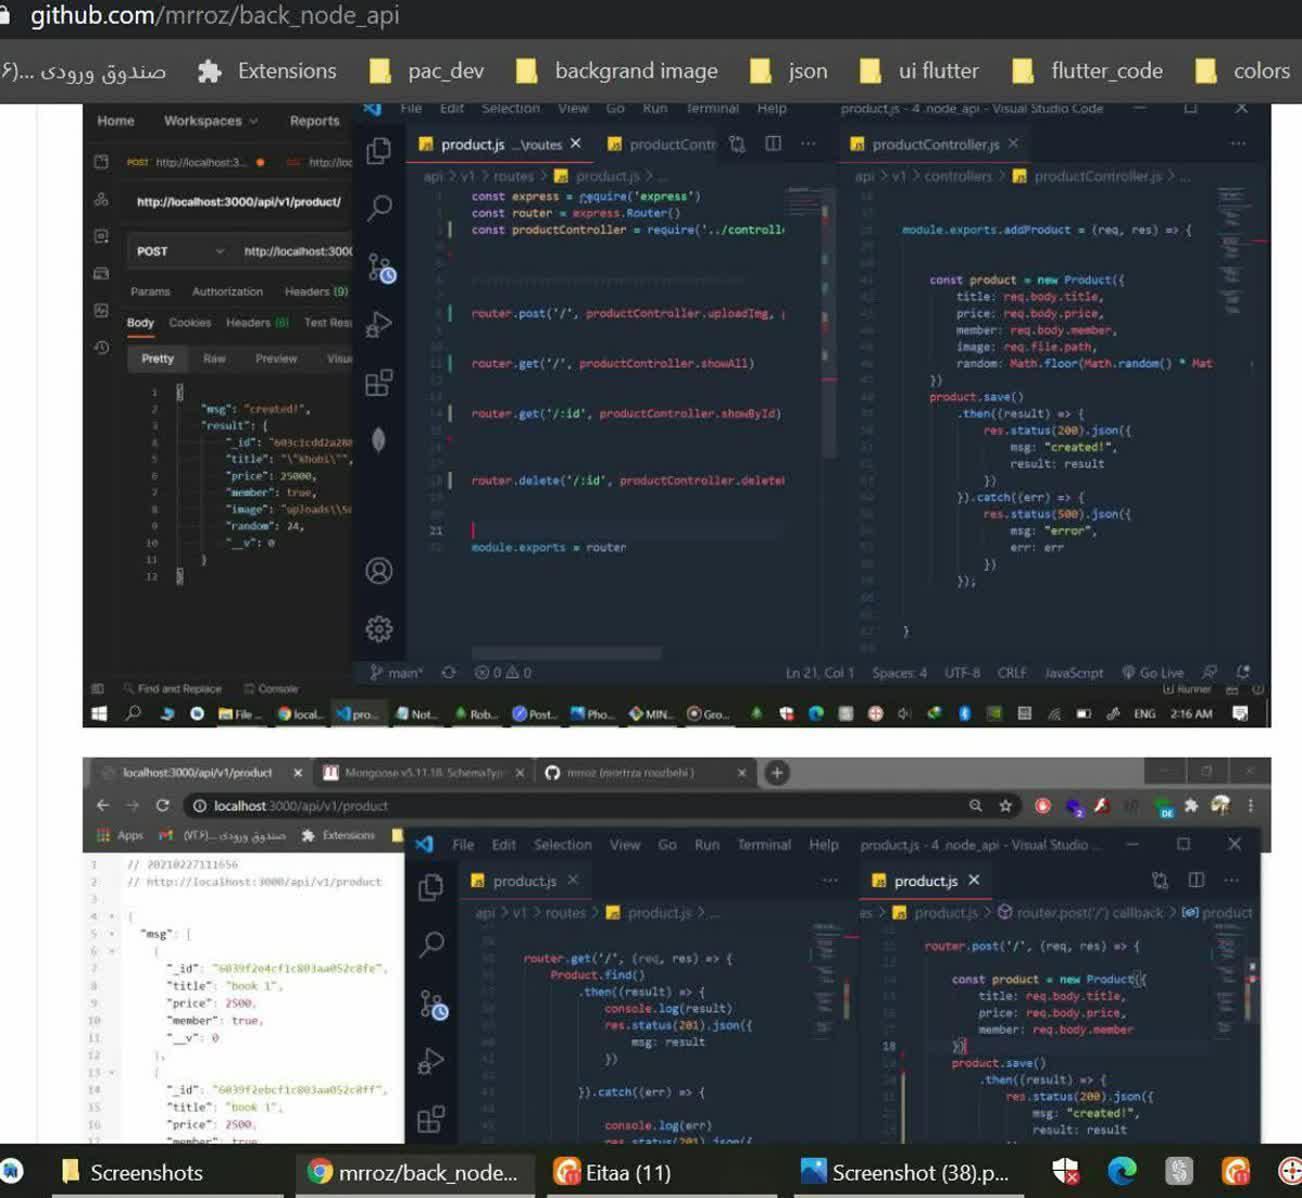 github.com/mrroz/back_node_api
صندوق ورودی ...(۶
Extensions
pac_dev
backgrand image
json
ui flutter
flutter_code
colors
Home Workspaces Reports
File Edit Selection View Go Run Terminal Help product.js - 4 .node_api - Visual Studio Code
POST http://localhost:3...
http://localhost:3000/api/v1/product/
POST http://localhost:3000
Params Authorization Headers (9)
Body Cookies Headers (8) Test Resu
Pretty Raw Preview Visua
1 {
2 "msg": "created!",
3 "result": {
4
5 "title": "\"khobi\"",
6 "price": 25000,
7 "member": true,
8
9 "random": 24,
10 "__v": 0
11 }
12 }
Find and Replace Console
product.js ...\routes
productContr
api > v1 > routes > product.js > ...
const express = require('express')
const router = express.Router()
const productController = require('../controll
router.post('/', productController.uploadImg,
router.get('/', productController.showAll)
router.get('/:id', productController.showById)
router.delete('/:id', productController.delete
21
module.exports = router
productController.js
api > v1 > controllers > productController.js > ...
module.exports.addProduct = (req, res) => {
const product = new Product({
title: req.body.title,
price: req.body.price,
member: req.body.member,
image: req.file.path,
random: Math.floor(Math.random() * Mat
})
product.save()
.then((result) => {
res.status(200).json({
msg: "created!",
result: result
})
}).catch((err) => {
res.status(500).json({
msg: "error",
err: err
})
});
}
main* 0 0 Ln 21, Col 1 Spaces: 4 UTF-8 CRLF JavaScript Go Live
Runner
File ... local... pro... Not... Rob... Post... Pho... MIN... Gro... ENG 2:16 AM
localhost:3000/api/v1/product
Mongoose v5.11.18: SchemaTyp
mrroz (mortrza roozbehi )
localhost:3000/api/v1/product
Apps صندوق ورودی Extensions
1 // 20210227111656
2 // http://localhost:3000/api/v1/product
3
4 {
5 "msg": [
6 {
7 "_id": "6039f2e4cf1c803aa052c8fe",
8 "title": "book 1",
9 "price": 2500,
10 "member": true,
11 "__v": 0
12 },
13 {
14 "_id": "6039f2ebcf1c803aa052c8ff",
15 "title": "book 1",
16 "price": 2500,
17 "member": true
File Edit Selection View Go Run Terminal Help product.js - 4 .node_api - Visual Studio ...
product.js
api > v1 > routes > product.js > ...
router.get('/', (req, res) => {
Product.find()
.then((result) => {
console.log(result)
res.status(201).json({
msg: result
})
}).catch((err) => {
console.log(err)
res.status(201).json({
product.js
es > product.js > router.post('/') callback > product
router.post('/', (req, res) => {
const product = new Product({
title: req.body.title,
price: req.body.price,
member: req.body.member
18 })
product.save()
.then((result) => {
res.status(200).json({
msg: "created!",
result: result
Screenshots
mrroz/back_node...
Eitaa (11)
Screenshot (38).p...